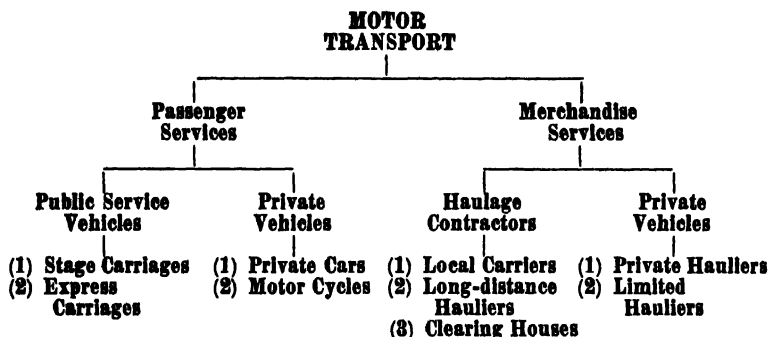 MOTOR
TRANSPORT
Passenger
Services
Merchandise
Services
Public Service
Vehicles
Private
Vehicles
Haulage
Contractors
Private
Vehicles
(1) Stage Carriages
(2) Express
Carriages
(1) Private Cars
(2) Motor Cycles
(1) Local Carriers
(2) Long-distance
Hauliers
(3) Clearing Houses
(1) Private Hauliers
(2) Limited
Hauliers